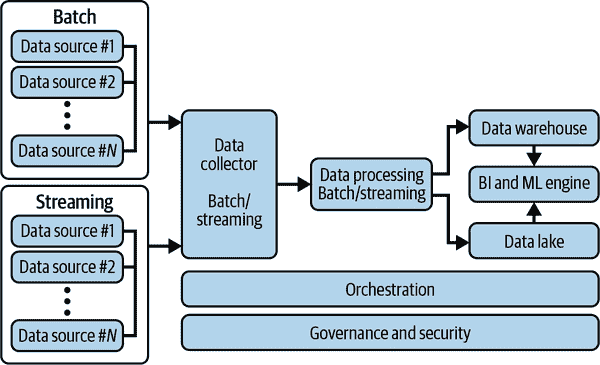 Batch
Data source #1
Data source #2
Data source #N
Streaming
Data source #1
Data source #2
Data source #N
Data
collector
Batch/
streaming
Data processing
Batch/streaming
Data warehouse
BI and ML engine
Data lake
Orchestration
Governance and security